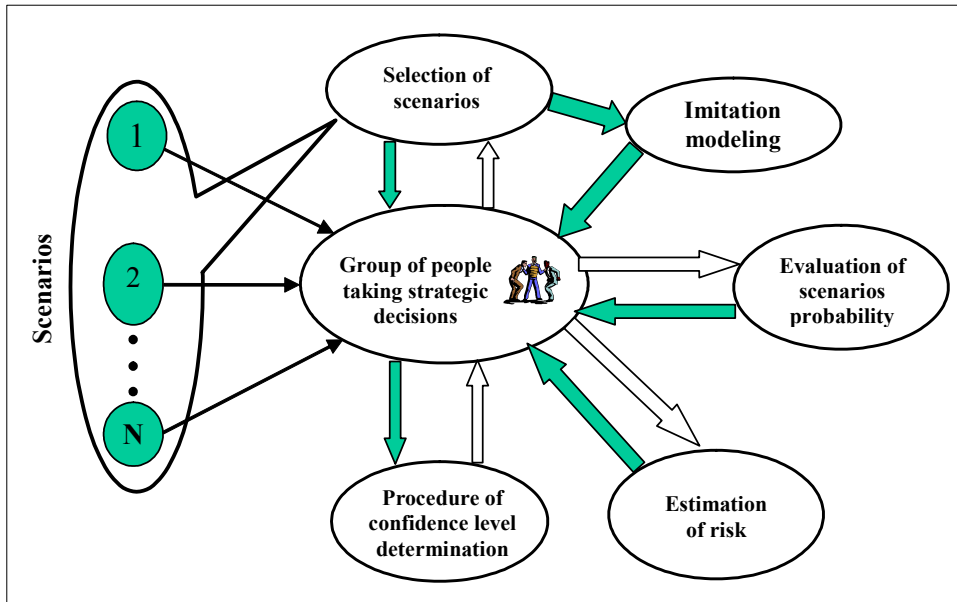 Scenarios
1
2
N
Selection of
scenarios
Imitation
modeling
Group of people
taking strategic
decisions
Evaluation of
scenarios
probability
Procedure of
confidence level
determination
Estimation
of risk